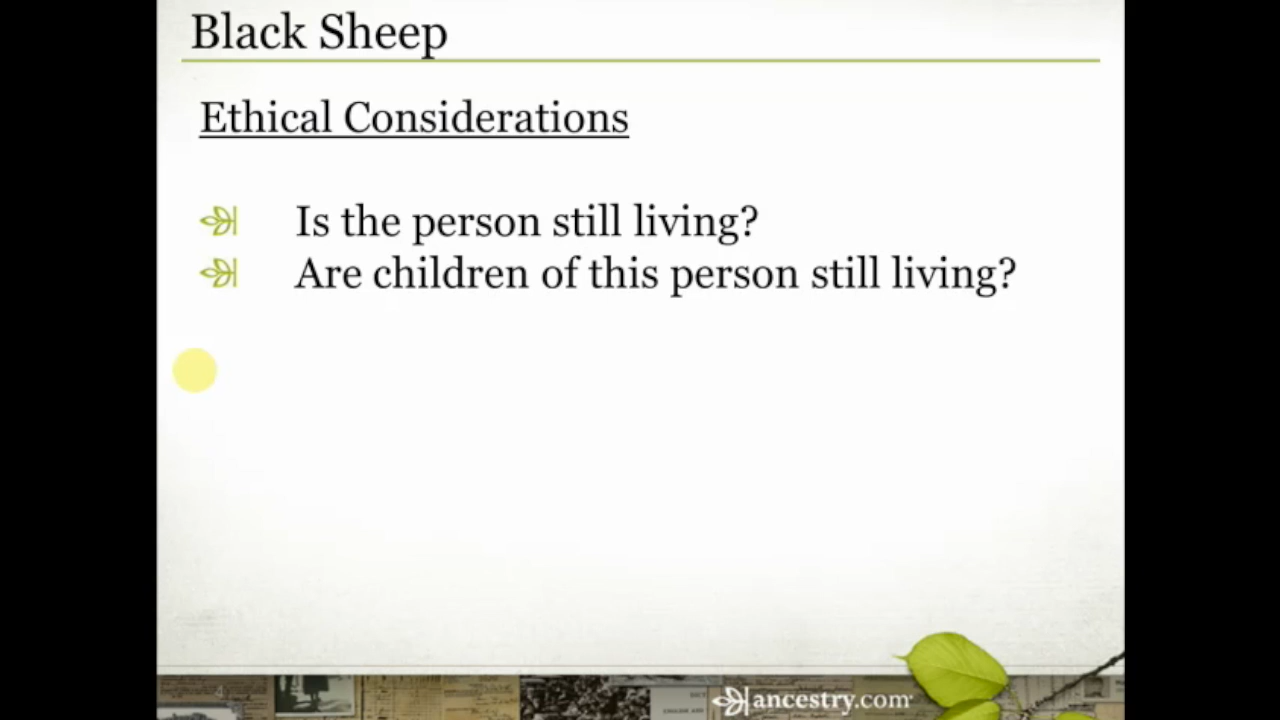 Black Sheep
Ethical Considerations
Is the person still living?
Are children of this person still living?
ancestry.com